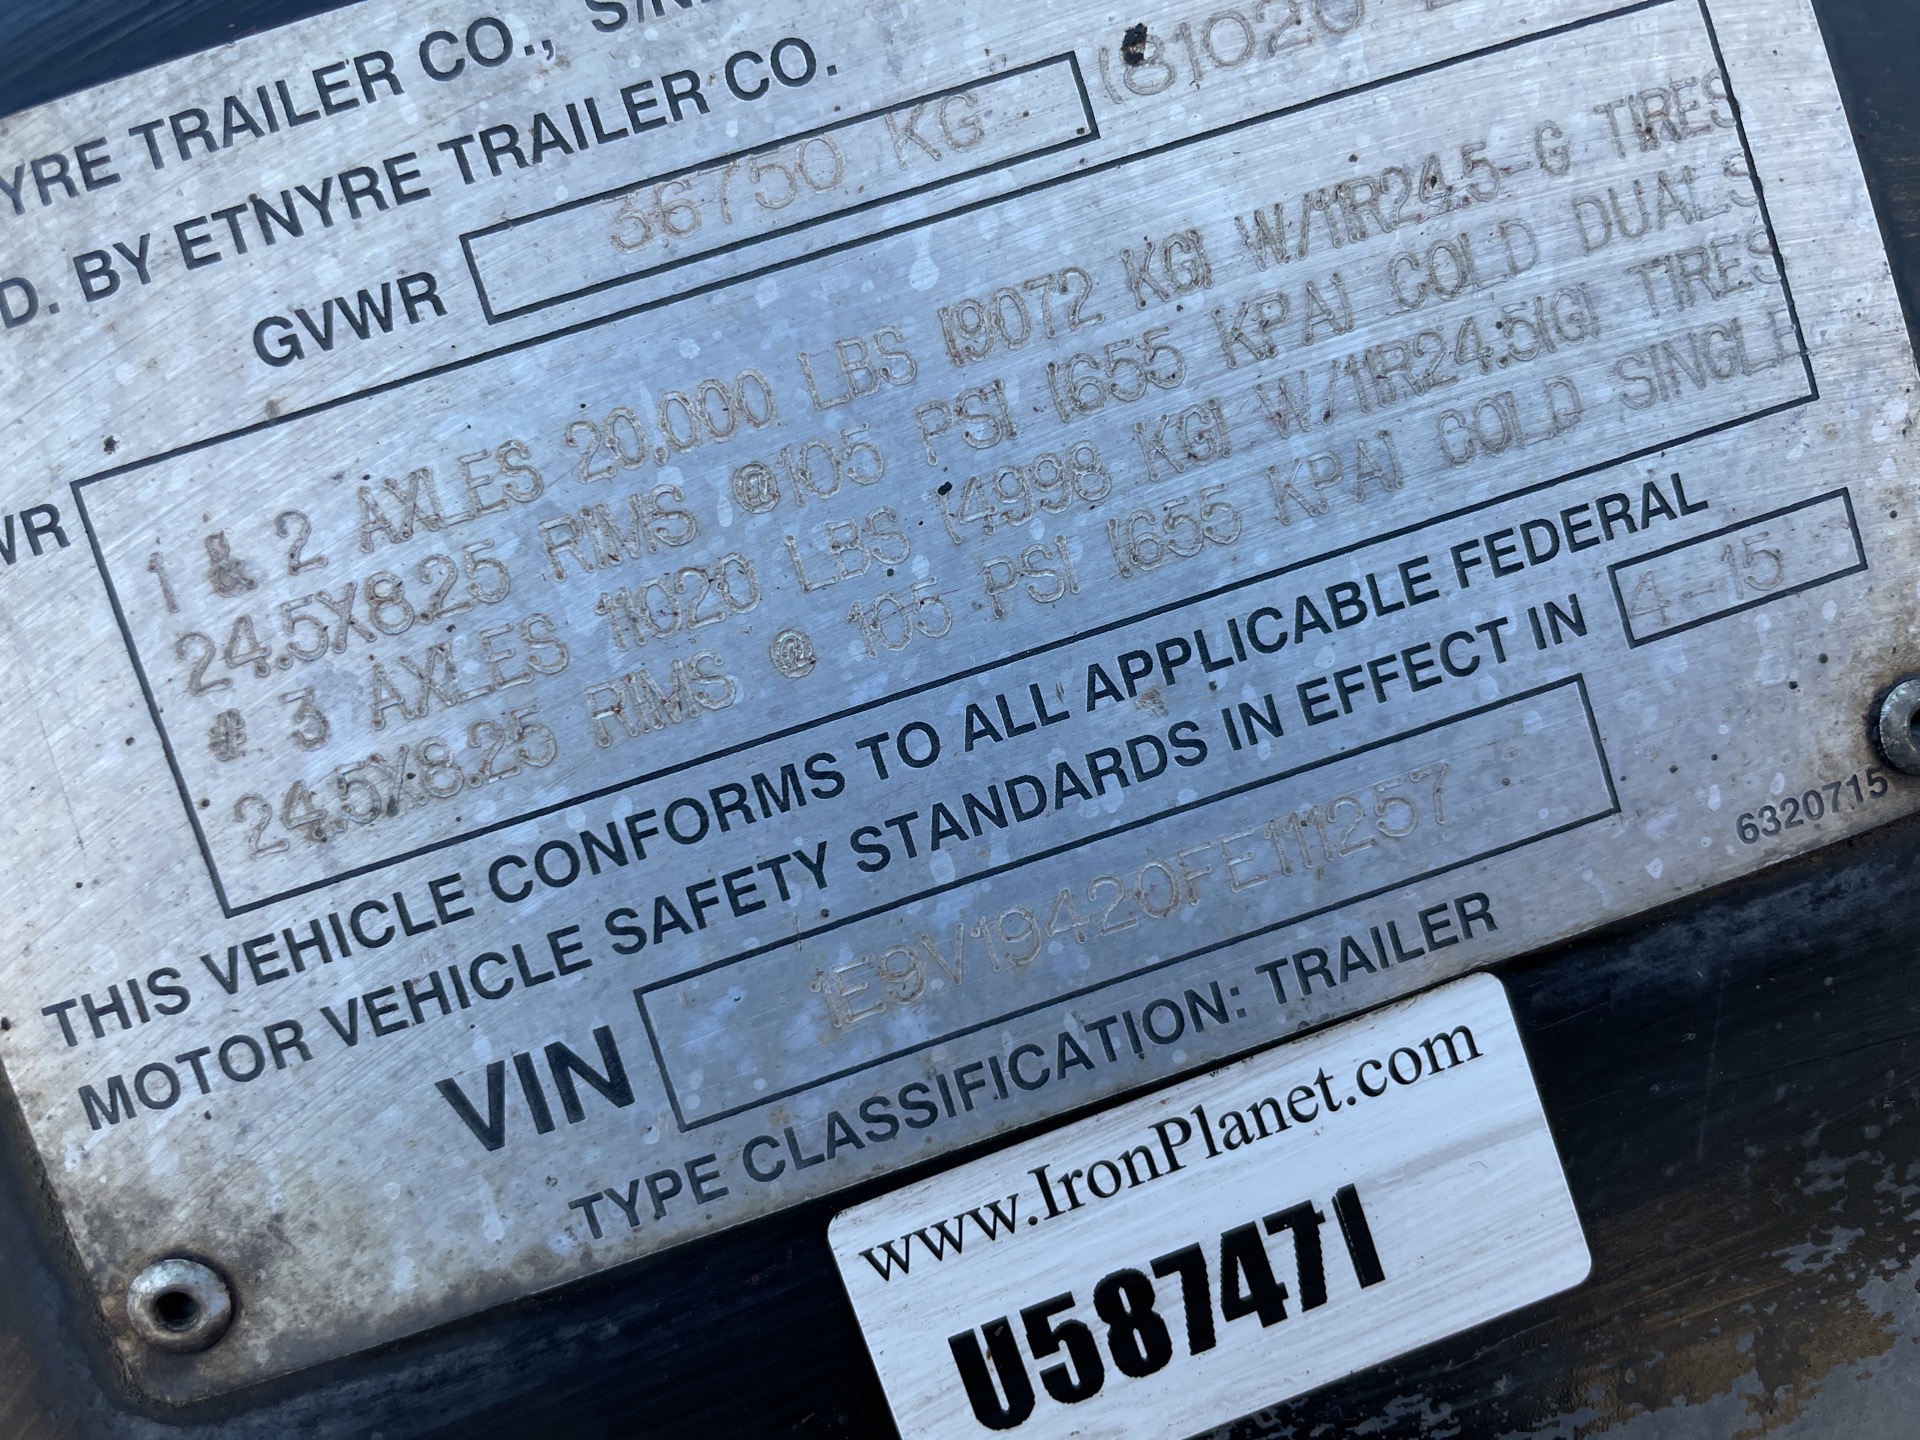 YRE TRAILER CO., S/N
D. BY ETNYRE TRAILER CO.
GVWR 36750 KG (81020
VR
1 & 2 AXLES 20,000 LBS (9072 KG) W/11R24.5-G TIRES
24.5X8.25 RIMS @105 PSI (655 KPA) COLD DUALS
# 3 AXLES 11020 LBS (4998 KG) W/11R24.5(G) TIRES
24.5X8.25 RIMS @ 105 PSI (655 KPA) COLD SINGLE
THIS VEHICLE CONFORMS TO ALL APPLICABLE FEDERAL
MOTOR VEHICLE SAFETY STANDARDS IN EFFECT IN 4-15
VIN 1E9V19420FE111257
TYPE CLASSIFICATION: TRAILER
6320715
www.IronPlanet.com
U587471